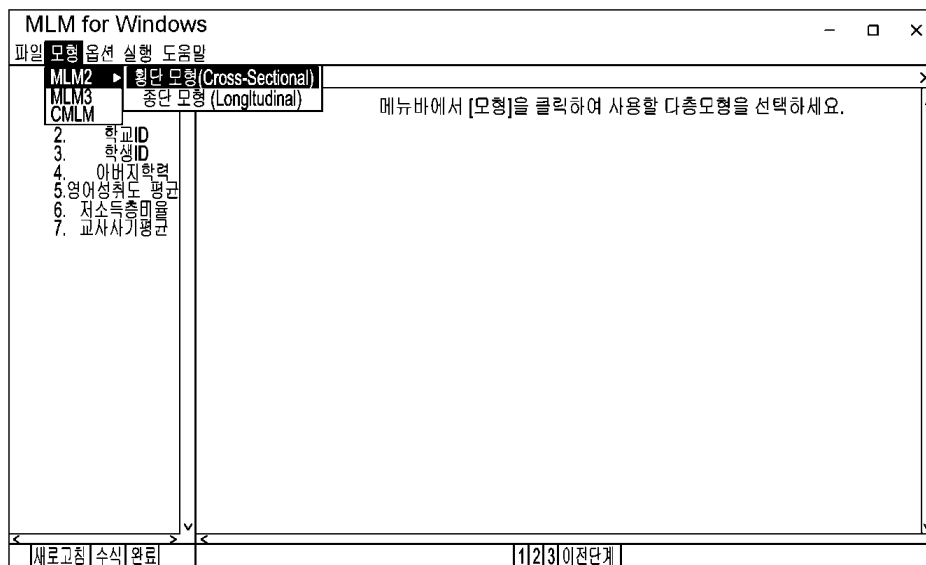 MLM for Windows
파일 모형 옵션 실행 도움말
MLM2 ▶ 횡단 모형(Cross-Sectional)
MLM3 종단 모형 (Longltudinal)
CMLM
메뉴바에서 [모형]을 클릭하여 사용할 다층모형을 선택하세요.
2. 학교ID
3. 학생ID
4. 아버지학력
5.영어성취도 평균
6. 저소득층비율
7. 교사사기평균
새로고침 수식 완료 1 2 3 이전단계